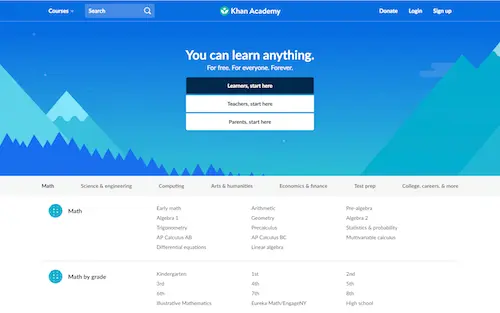 Courses Search Khan Academy Donate Login Sign up
You can learn anything.
For free. For everyone. Forever.
Learners, start here
Teachers, start here
Parents, start here
Math Science & engineering Computing Arts & humanities Economics & finance Test prep College, careers, & more
Math
Early math Arithmetic Pre-algebra
Algebra 1 Geometry Algebra 2
Trigonometry Precalculus Statistics & probability
AP Calculus AB AP Calculus BC Multivariable calculus
Differential equations Linear algebra
Math by grade
Kindergarten 1st 2nd
3rd 4th 5th
6th 7th 8th
Illustrative Mathematics Eureka Math/EngageNY High school